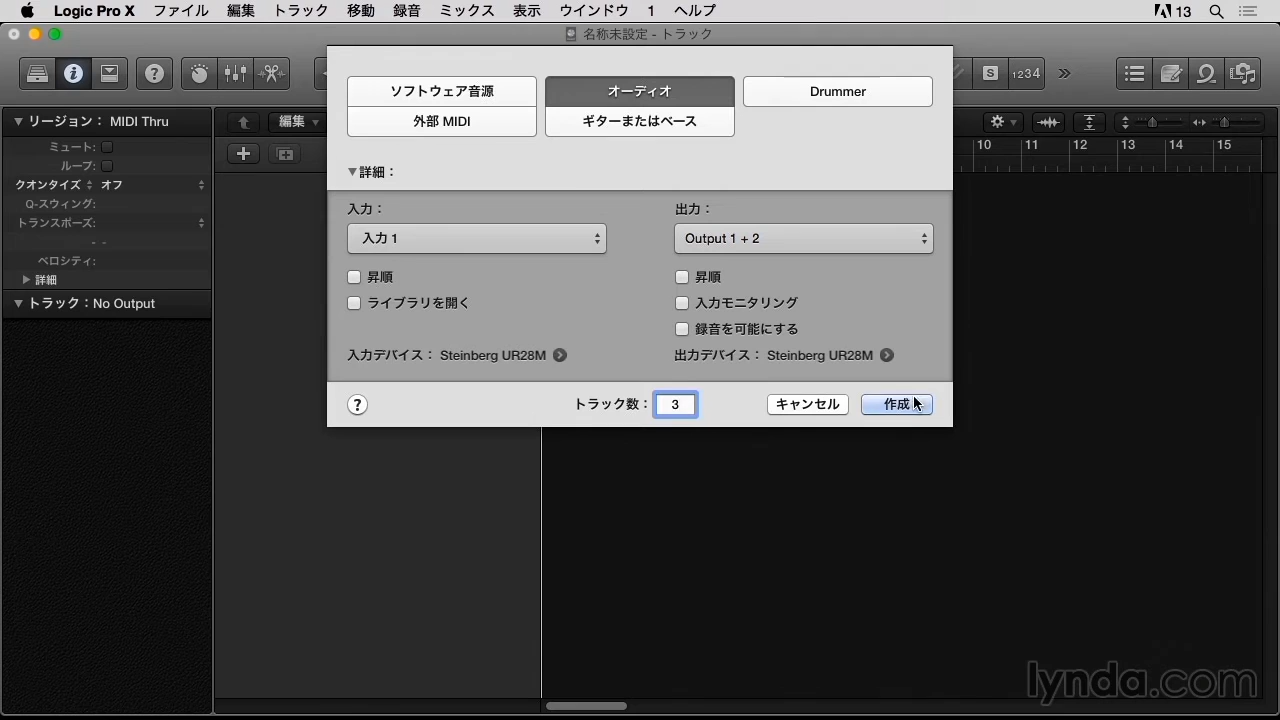 Logic Pro X ファイル 編集 トラック 移動 録音 ミックス 表示 ウインドウ 1 ヘルプ 13
名称未設定 - トラック
S 1234
ソフトウェア音源 オーディオ Drummer
外部 MIDI ギターまたはベース
▼詳細：
入力： 出力：
入力 1 Output 1 + 2
昇順 昇順
ライブラリを開く 入力モニタリング
録音を可能にする
入力デバイス： Steinberg UR28M 出力デバイス： Steinberg UR28M
? トラック数： 3 キャンセル 作成
▼ リージョン： MIDI Thru
ミュート：
ループ：
クオンタイズ オフ
Q-スウィング：
トランスポーズ：
- -
ベロシティ：
▶ 詳細
▼ トラック：No Output
編集
10 11 12 13 14 15
lynda.com